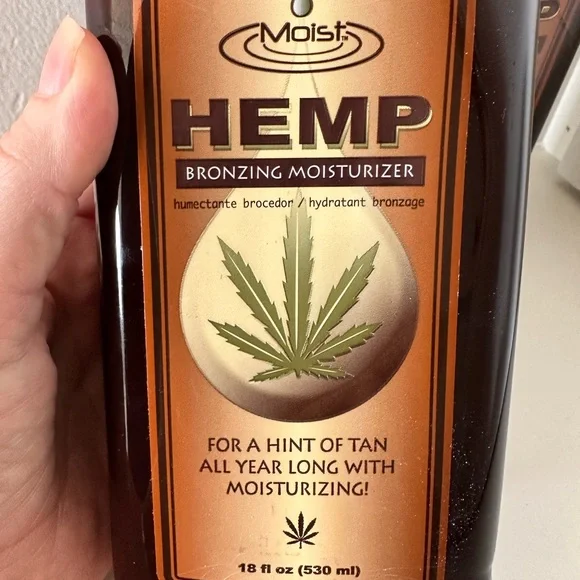 Moist™
HEMP
BRONZING MOISTURIZER
humectante brocedor / hydratant bronzage
FOR A HINT OF TAN
ALL YEAR LONG WITH
MOISTURIZING!
18 fl oz (530 ml)